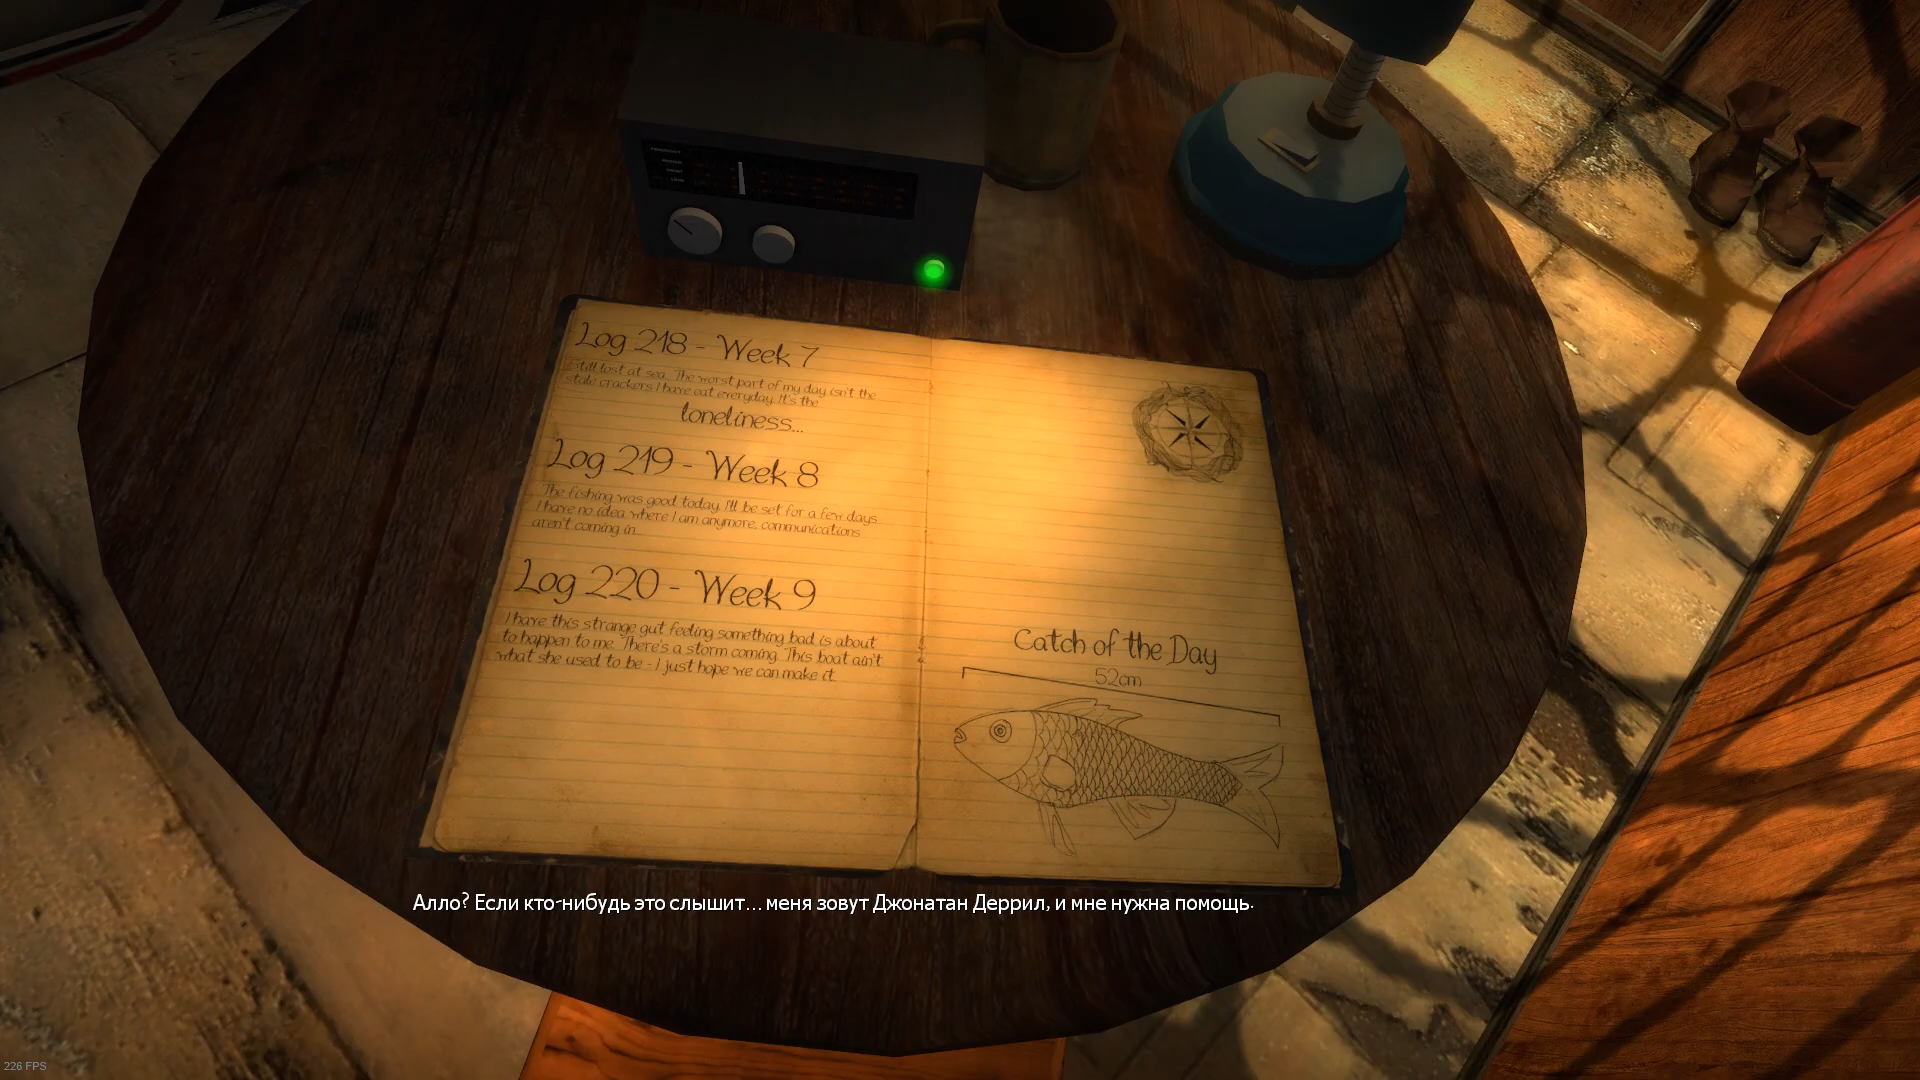 Log 218 - Week 7
Still lost at sea. The worst part of my day isn't the
stale crackers I have eat everyday. It's the
loneliness...
Log 219 - Week 8
The fishing was good today. I'll be set for a few days.
I have no idea where I am anymore, communications
aren't coming in...
Log 220 - Week 9
I have this strange gut feeling something bad is about
to happen to me. There's a storm coming. This boat ain't
what she used to be - I just hope we can make it.
Catch of the Day
52cm
Алло? Если кто-нибудь это слышит... меня зовут Джонатан Деррил, и мне нужна помощь.
226 FPS